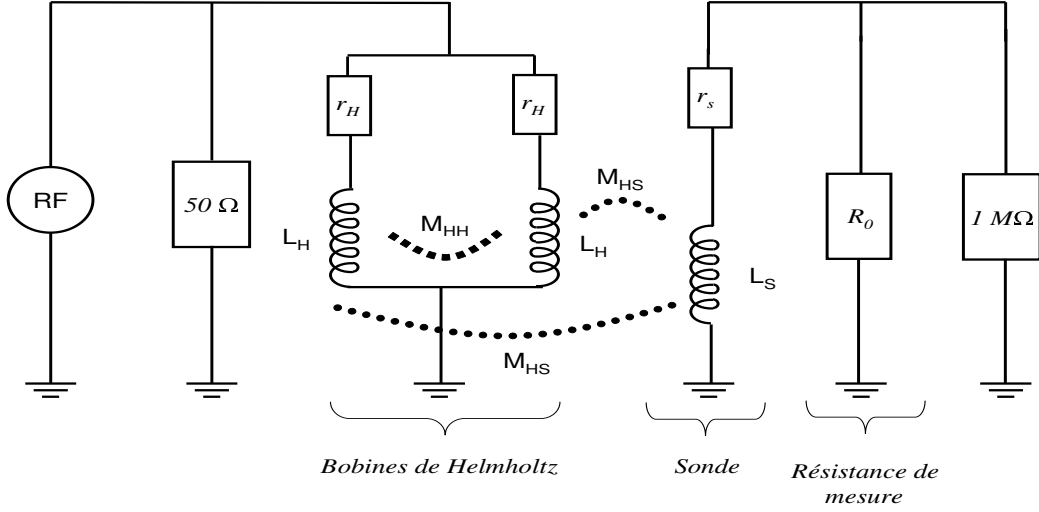 r_H
r_H
r_s
RF
50 Ω
M_HS
M_HH
L_H
L_H
R_0
1 MΩ
L_S
M_HS
Bobines de Helmholtz
Sonde
Résistance de
mesure